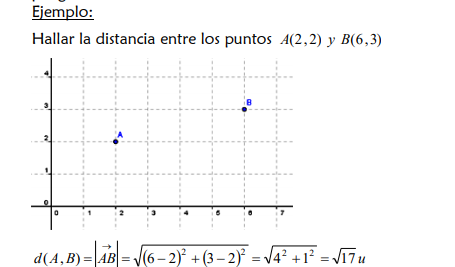 Ejemplo:
Hallar la distancia entre los puntos A(2,2) y B(6,3)
4
3 B
2 A
1
0
0 1 2 3 4 5 6 7
d(A,B)=|AB⃗|=√(6−2)²+(3−2)² =√4²+1² =√17 u